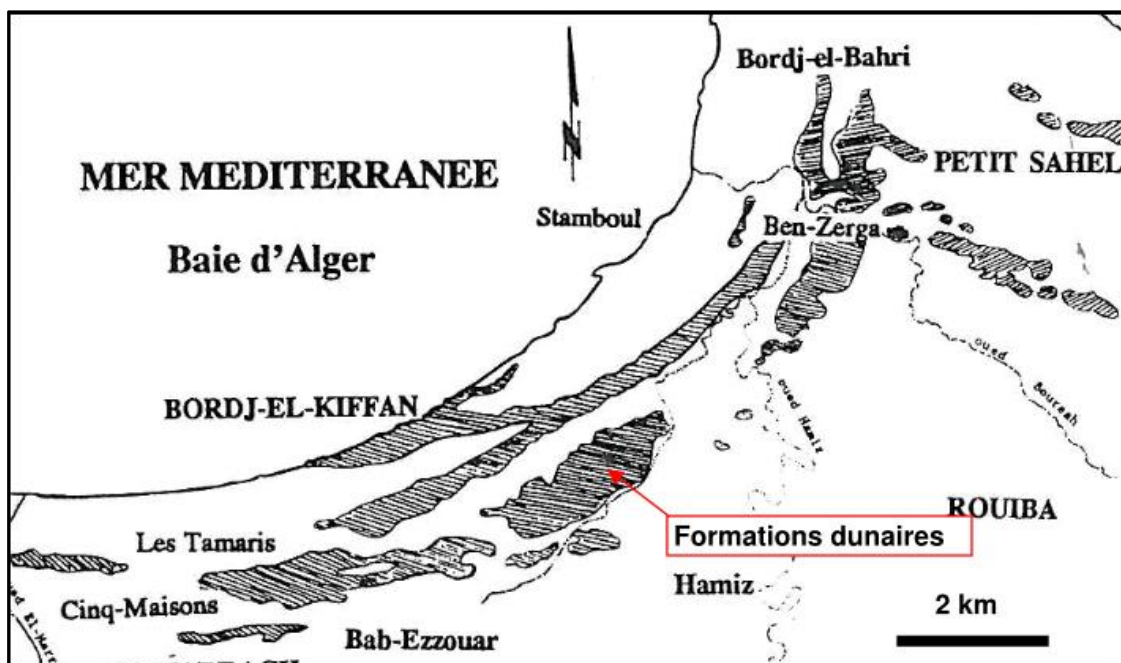 Bordj-el-Bahri
MER MEDITERRANEE
PETIT SAHEL
Stamboul
Ben-Zerga
Baie d'Alger
oued
Boureah
BORDJ-EL-KIFFAN
oued Hamiz
ROUIBA
Formations dunaires
Les Tamaris
Hamiz
2 km
Cinq-Maisons
Bab-Ezzouar